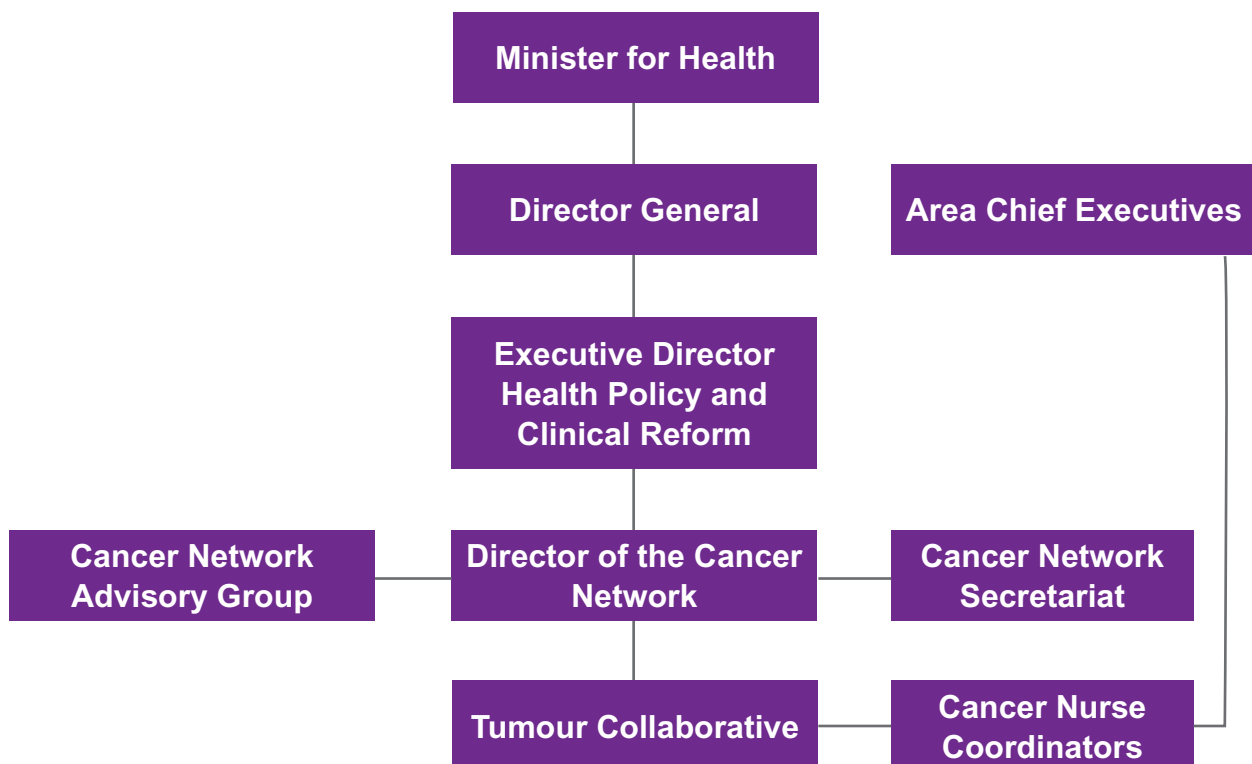 Minister for Health
Director General
Area Chief Executives
Executive Director
Health Policy and
Clinical Reform
Cancer Network
Advisory Group
Director of the Cancer
Network
Cancer Network
Secretariat
Tumour Collaborative
Cancer Nurse
Coordinators